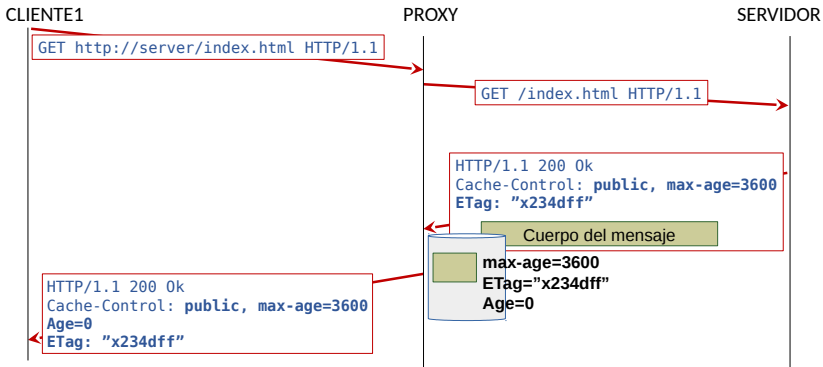 CLIENTE1
PROXY
SERVIDOR
GET http://server/index.html HTTP/1.1
GET /index.html HTTP/1.1
HTTP/1.1 200 Ok
Cache-Control: public, max-age=3600
ETag: ”x234dff”
Cuerpo del mensaje
max-age=3600
ETag=”x234dff”
Age=0
HTTP/1.1 200 Ok
Cache-Control: public, max-age=3600
Age=0
ETag: ”x234dff”